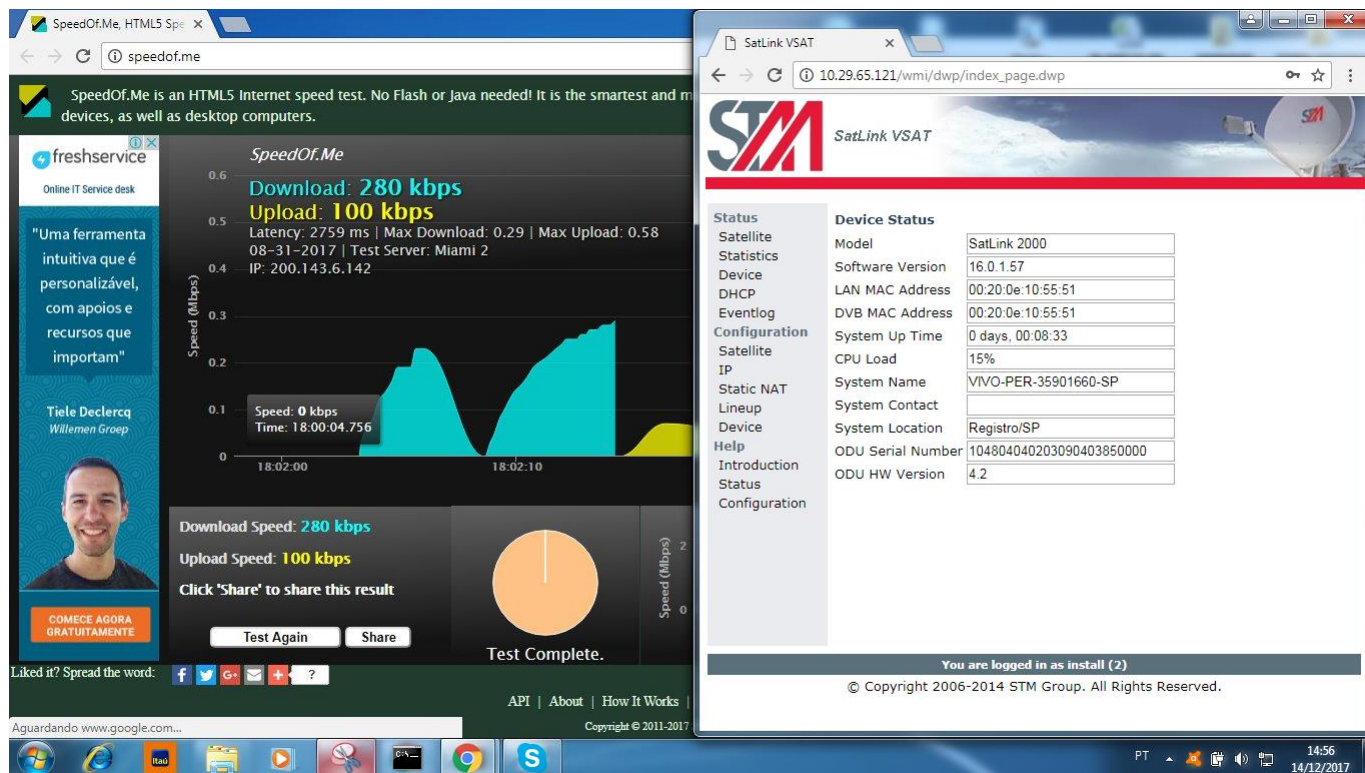 SpeedOf.Me, HTML5 Spe
speedof.me
SpeedOf.Me is an HTML5 Internet speed test. No Flash or Java needed! It is the smartest and m
devices, as well as desktop computers.
freshservice
Online IT Service desk
"Uma ferramenta
intuitiva que é
personalizável,
com apoios e
recursos que
importam"
Tiele Declercq
Willemen Groep
COMECE AGORA
GRATUITAMENTE
SpeedOf.Me
Download: 280 kbps
Upload: 100 kbps
Latency: 2759 ms | Max Download: 0.29 | Max Upload: 0.58
08-31-2017 | Test Server: Miami 2
IP: 200.143.6.142
Speed (Mbps)
0.6
0.5
0.4
0.3
0.2
0.1
0
Speed: 0 kbps
Time: 18:00:04.756
18:02:00
18:02:10
Download Speed: 280 kbps
Upload Speed: 100 kbps
Click 'Share' to share this result
Test Again
Share
Test Complete.
Speed (Mbps)
2
0
Liked it? Spread the word:
f
G+
+
?
API | About | How It Works |
Copyright © 2011-2017
Aguardando www.google.com...
SatLink VSAT
10.29.65.121/wmi/dwp/index_page.dwp
STM
SatLink VSAT
STM
Status
Satellite
Statistics
Device
DHCP
Eventlog
Configuration
Satellite
IP
Static NAT
Lineup
Device
Help
Introduction
Status
Configuration
Device Status
Model SatLink 2000
Software Version 16.0.1.57
LAN MAC Address 00:20:0e:10:55:51
DVB MAC Address 00:20:0e:10:55:51
System Up Time 0 days, 00:08:33
CPU Load 15%
System Name VIVO-PER-35901660-SP
System Contact
System Location Registro/SP
ODU Serial Number 104804040203090403850000
ODU HW Version 4.2
You are logged in as install (2)
© Copyright 2006-2014 STM Group. All Rights Reserved.
Itaú
C:\_
S
PT
14:56
14/12/2017